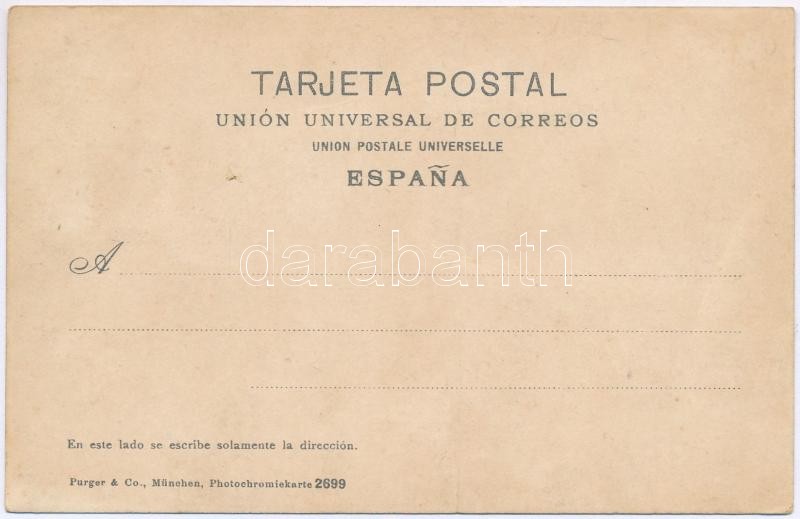 TARJETA POSTAL
UNIÓN UNIVERSAL DE CORREOS
UNION POSTALE UNIVERSELLE
ESPAÑA
A
darabanth
En este lado se escribe solamente la dirección.
Purger & Co., München, Photochromiekarte 2699